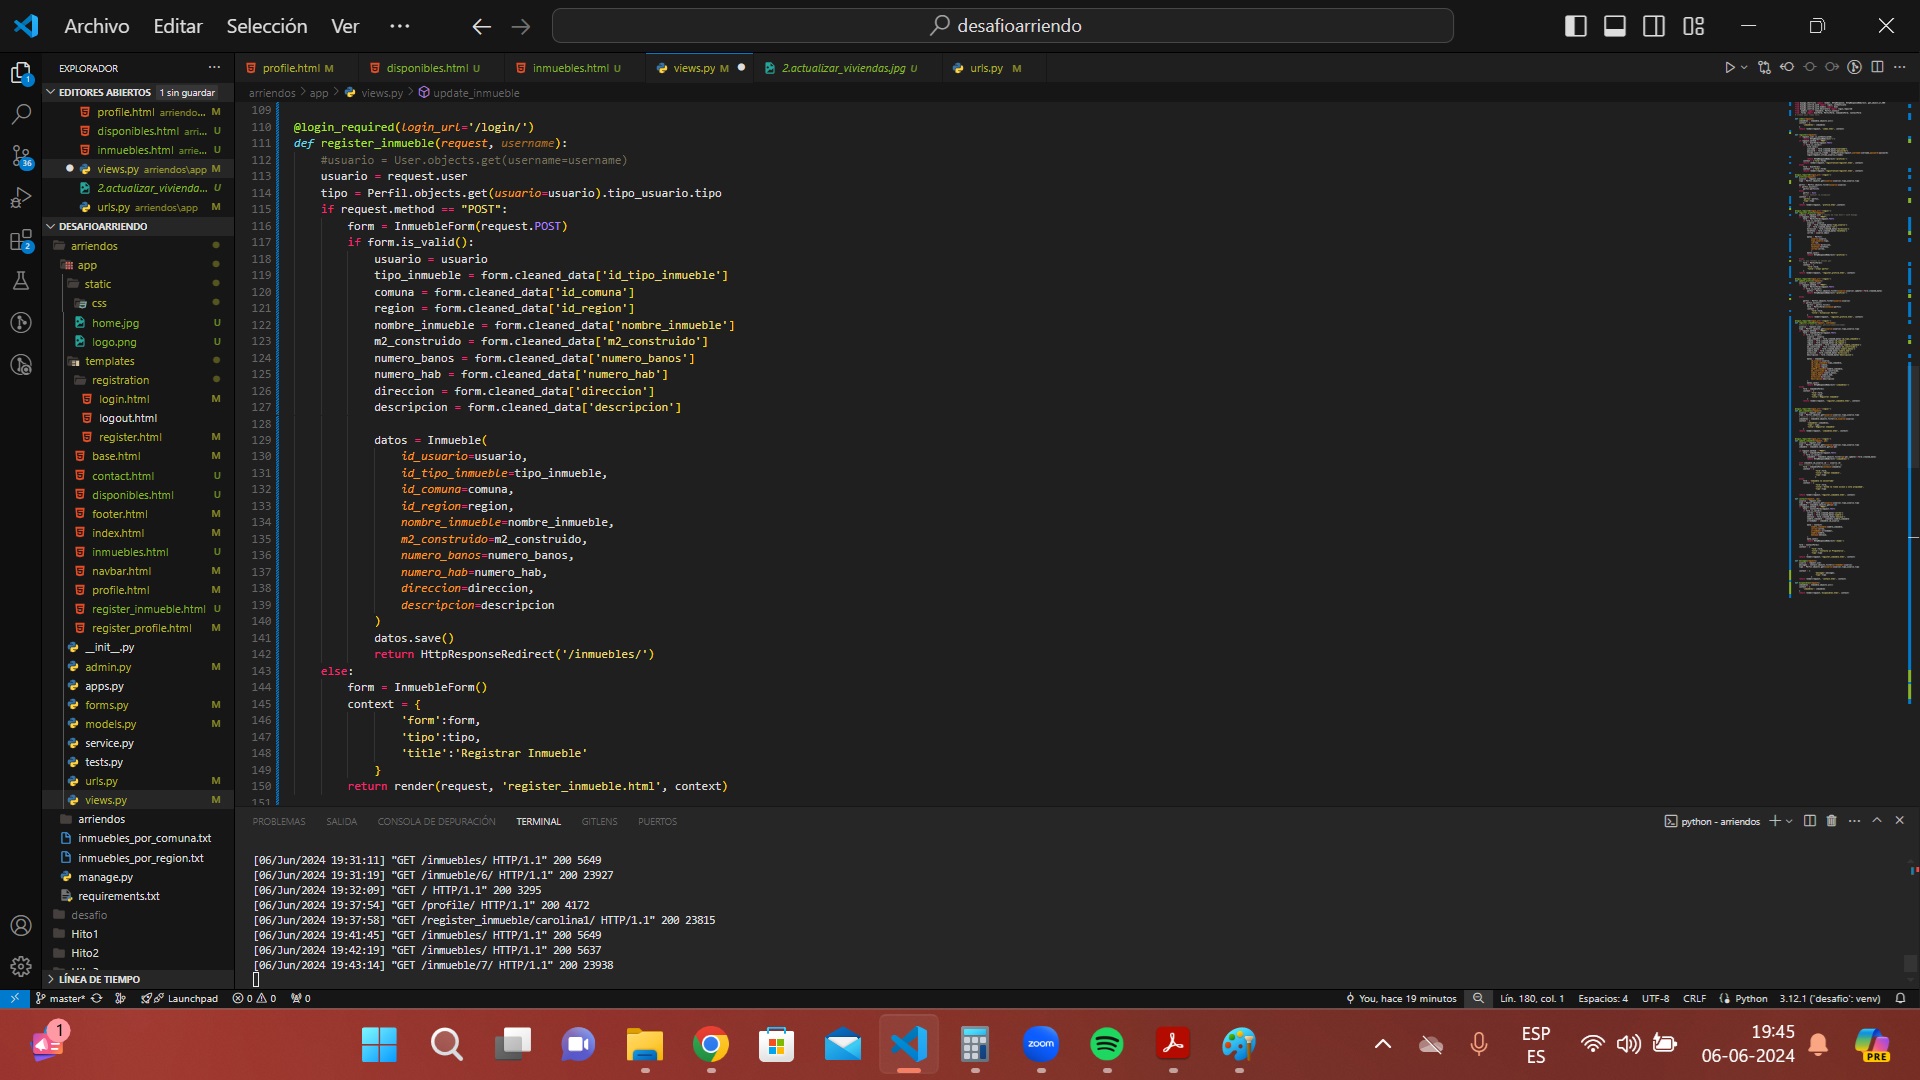 Archivo Editar Selección Ver ···
desafioarriendo
EXPLORADOR
EDITORES ABIERTOS 1 sin guardar
profile.html arriendo... M
disponibles.html arri... U
inmuebles.html arrie... U
views.py arriendos\app M
2.actualizar_vivienda... U
urls.py arriendos\app M
DESAFIOARRIENDO
arriendos
app
static
css
home.jpg U
logo.png U
templates
registration
login.html M
logout.html
register.html M
base.html M
contact.html U
disponibles.html U
footer.html M
index.html M
inmuebles.html U
navbar.html M
profile.html M
register_inmueble.html U
register_profile.html M
__init__.py
admin.py M
apps.py
forms.py M
models.py M
service.py
tests.py
urls.py M
views.py M
arriendos
inmuebles_por_comuna.txt
inmuebles_por_region.txt
manage.py
requirements.txt
desafio
Hito1
Hito2
LÍNEA DE TIEMPO
profile.html M
disponibles.html U
inmuebles.html U
views.py M
2.actualizar_viviendas.jpg U
urls.py M
arriendos > app > views.py > update_inmueble
109
110 @login_required(login_url='/login/')
111 def register_inmueble(request, username):
112 #usuario = User.objects.get(username=username)
113 usuario = request.user
114 tipo = Perfil.objects.get(usuario=usuario).tipo_usuario.tipo
115 if request.method == "POST":
116 form = InmuebleForm(request.POST)
117 if form.is_valid():
118 usuario = usuario
119 tipo_inmueble = form.cleaned_data['id_tipo_inmueble']
120 comuna = form.cleaned_data['id_comuna']
121 region = form.cleaned_data['id_region']
122 nombre_inmueble = form.cleaned_data['nombre_inmueble']
123 m2_construido = form.cleaned_data['m2_construido']
124 numero_banos = form.cleaned_data['numero_banos']
125 numero_hab = form.cleaned_data['numero_hab']
126 direccion = form.cleaned_data['direccion']
127 descripcion = form.cleaned_data['descripcion']
128
129 datos = Inmueble(
130 id_usuario=usuario,
131 id_tipo_inmueble=tipo_inmueble,
132 id_comuna=comuna,
133 id_region=region,
134 nombre_inmueble=nombre_inmueble,
135 m2_construido=m2_construido,
136 numero_banos=numero_banos,
137 numero_hab=numero_hab,
138 direccion=direccion,
139 descripcion=descripcion
140 )
141 datos.save()
142 return HttpResponseRedirect('/inmuebles/')
143 else:
144 form = InmuebleForm()
145 context = {
146 'form':form,
147 'tipo':tipo,
148 'title':'Registrar Inmueble'
149 }
150 return render(request, 'register_inmueble.html', context)
151
PROBLEMAS SALIDA CONSOLA DE DEPURACIÓN TERMINAL GITLENS PUERTOS
python - arriendos
[06/Jun/2024 19:31:11] "GET /inmuebles/ HTTP/1.1" 200 5649
[06/Jun/2024 19:31:19] "GET /inmueble/6/ HTTP/1.1" 200 23927
[06/Jun/2024 19:32:09] "GET / HTTP/1.1" 200 3295
[06/Jun/2024 19:37:54] "GET /profile/ HTTP/1.1" 200 4172
[06/Jun/2024 19:37:58] "GET /register_inmueble/carolina1/ HTTP/1.1" 200 23815
[06/Jun/2024 19:41:45] "GET /inmuebles/ HTTP/1.1" 200 5649
[06/Jun/2024 19:42:19] "GET /inmuebles/ HTTP/1.1" 200 5637
[06/Jun/2024 19:43:14] "GET /inmueble/7/ HTTP/1.1" 200 23938
master* Launchpad 0 0 0
You, hace 19 minutos Lín. 180, col. 1 Espacios: 4 UTF-8 CRLF Python 3.12.1 ('desafio': venv)
1
36
2
1
zoom
ESP
ES
19:45
06-06-2024
PRE